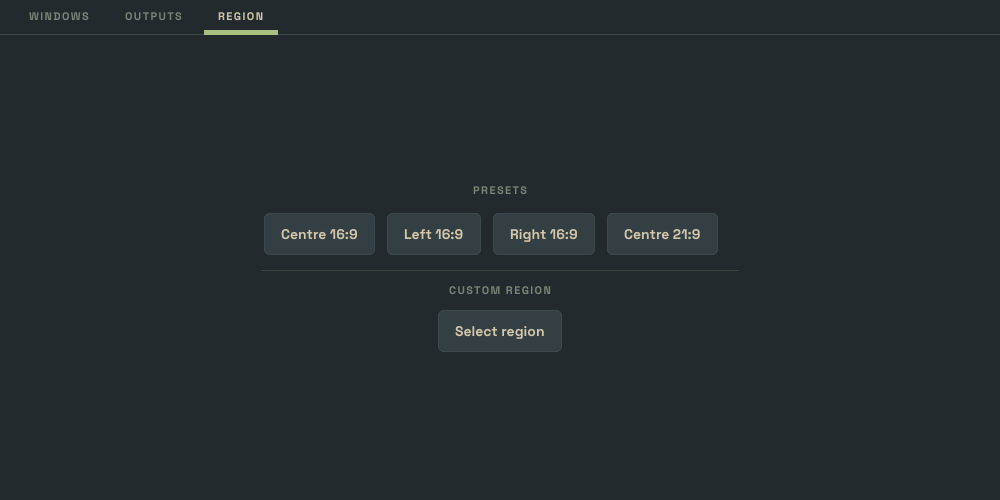 WINDOWS OUTPUTS REGION
PRESETS
Centre 16:9 Left 16:9 Right 16:9 Centre 21:9
CUSTOM REGION
Select region